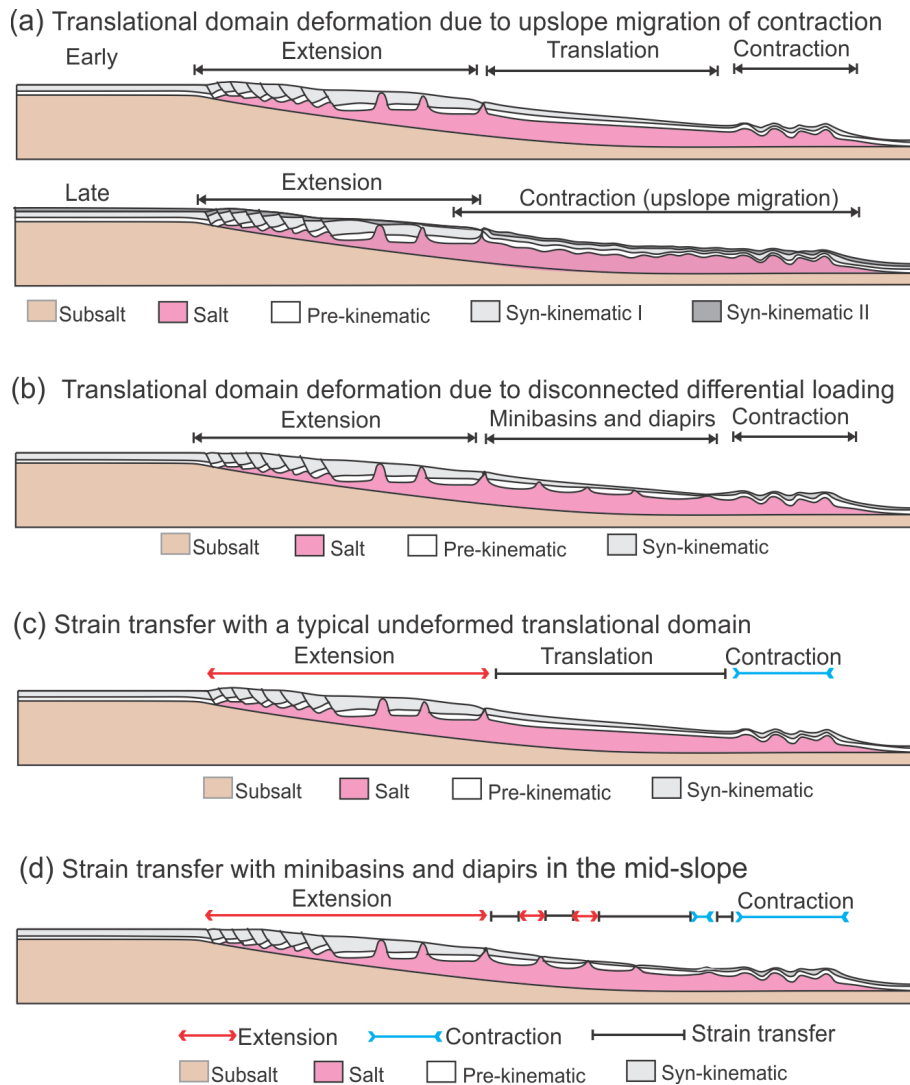 (a) Translational domain deformation due to upslope migration of contraction
Early
Extension
Translation
Contraction
Late
Extension
Contraction (upslope migration)
Subsalt
Salt
Pre-kinematic
Syn-kinematic I
Syn-kinematic II
(b) Translational domain deformation due to disconnected differential loading
Extension
Minibasins and diapirs
Contraction
Subsalt
Salt
Pre-kinematic
Syn-kinematic
(c) Strain transfer with a typical undeformed translational domain
Extension
Translation
Contraction
Subsalt
Salt
Pre-kinematic
Syn-kinematic
(d) Strain transfer with minibasins and diapirs in the mid-slope
Extension
Contraction
Extension
Contraction
Strain transfer
Subsalt
Salt
Pre-kinematic
Syn-kinematic